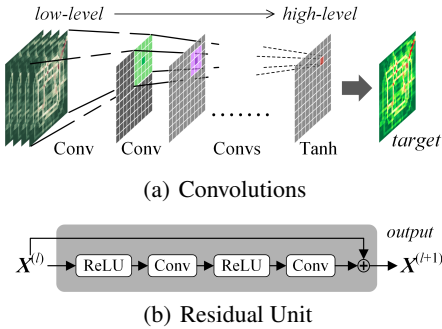 low-level high-level
Conv Conv Convs Tanh target
(a) Convolutions
output
X(l) ReLU Conv ReLU Conv X(l+1)
(b) Residual Unit